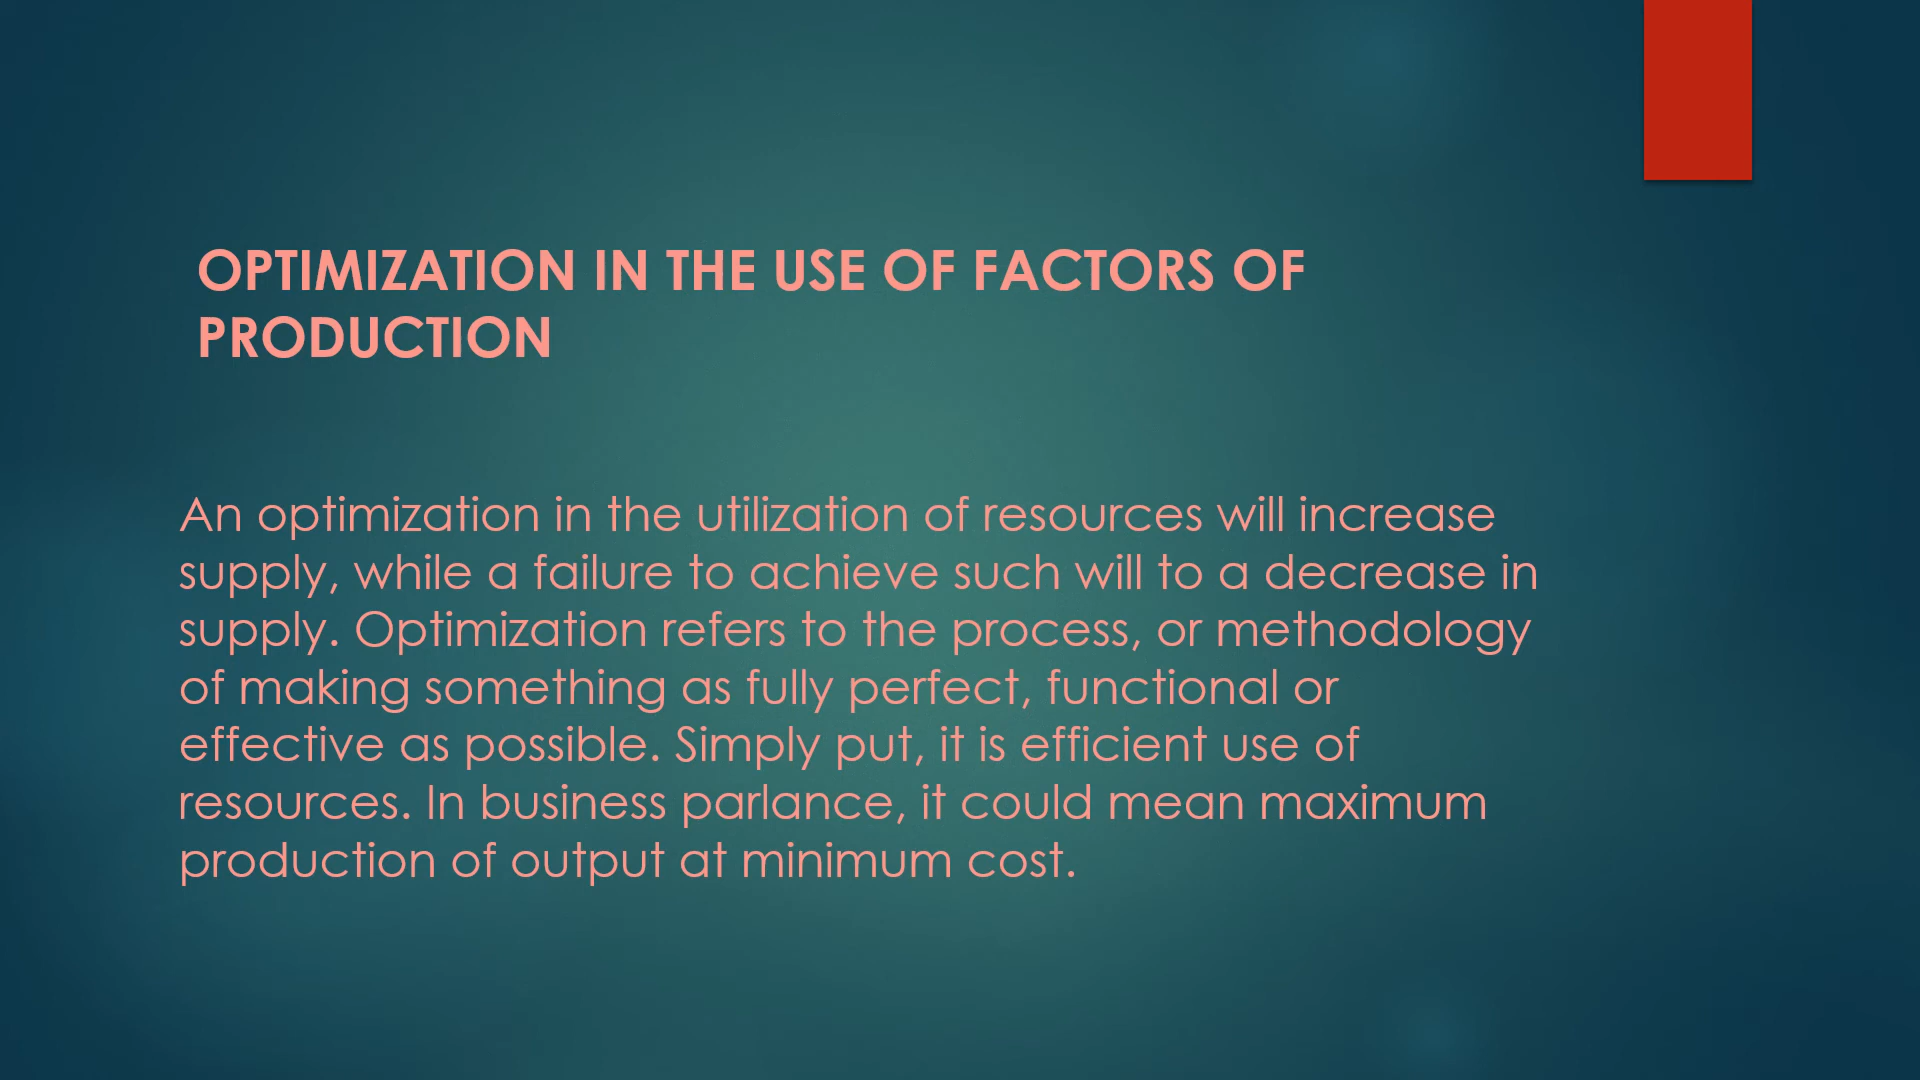 OPTIMIZATION IN THE USE OF FACTORS OF
PRODUCTION
An optimization in the utilization of resources will increase
supply, while a failure to achieve such will to a decrease in
supply. Optimization refers to the process, or methodology
of making something as fully perfect, functional or
effective as possible. Simply put, it is efficient use of
resources. In business parlance, it could mean maximum
production of output at minimum cost.